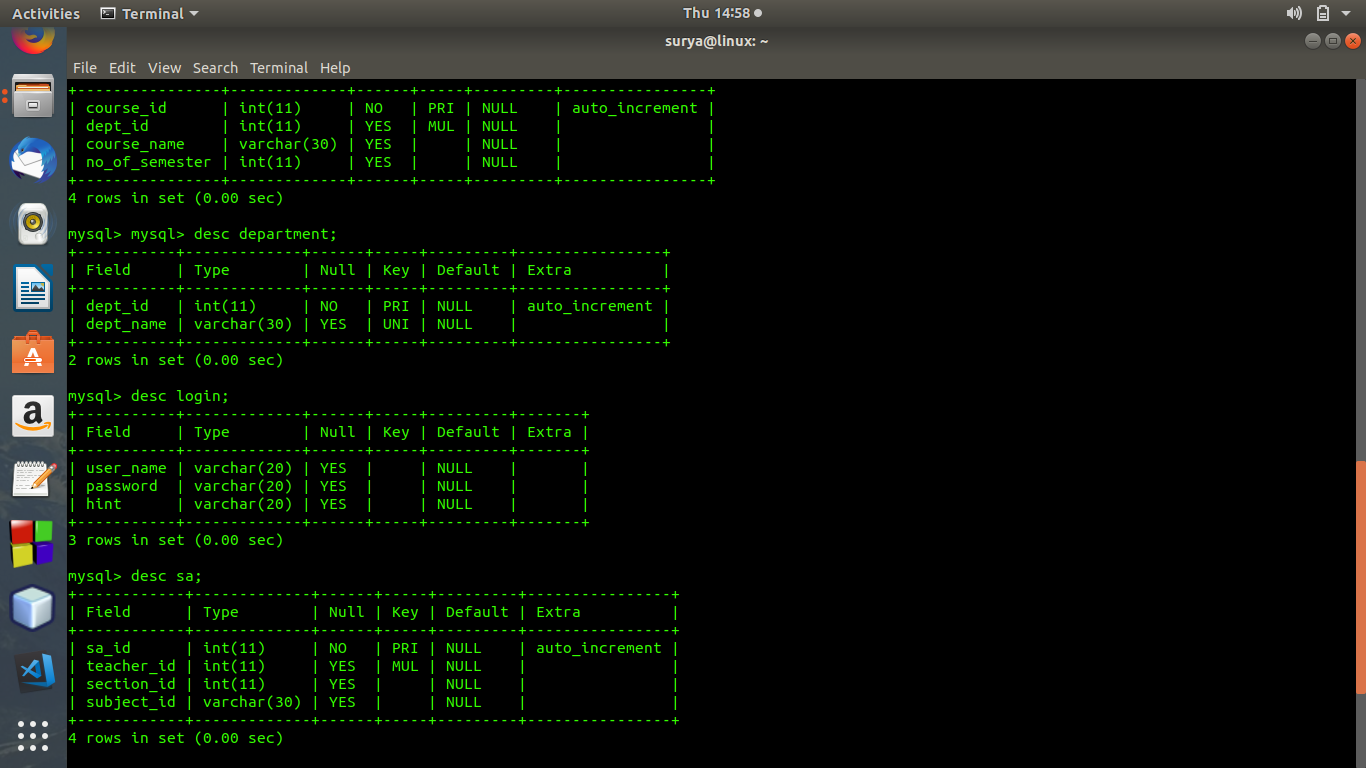 Activities Terminal Thu 14:58
surya@linux: ~
File Edit View Search Terminal Help
+----------------+-------------+------+-----+---------+----------------+
| course_id      | int(11)     | NO   | PRI | NULL    | auto_increment |
| dept_id        | int(11)     | YES  | MUL | NULL    |                |
| course_name    | varchar(30) | YES  |     | NULL    |                |
| no_of_semester | int(11)     | YES  |     | NULL    |                |
+----------------+-------------+------+-----+---------+----------------+
4 rows in set (0.00 sec)

mysql> mysql> desc department;
+-----------+-------------+------+-----+---------+----------------+
| Field     | Type        | Null | Key | Default | Extra          |
+-----------+-------------+------+-----+---------+----------------+
| dept_id   | int(11)     | NO   | PRI | NULL    | auto_increment |
| dept_name | varchar(30) | YES  | UNI | NULL    |                |
+-----------+-------------+------+-----+---------+----------------+
2 rows in set (0.00 sec)

mysql> desc login;
+-----------+-------------+------+-----+---------+-------+
| Field     | Type        | Null | Key | Default | Extra |
+-----------+-------------+------+-----+---------+-------+
| user_name | varchar(20) | YES  |     | NULL    |       |
| password  | varchar(20) | YES  |     | NULL    |       |
| hint      | varchar(20) | YES  |     | NULL    |       |
+-----------+-------------+------+-----+---------+-------+
3 rows in set (0.00 sec)

mysql> desc sa;
+------------+-------------+------+-----+---------+----------------+
| Field      | Type        | Null | Key | Default | Extra          |
+------------+-------------+------+-----+---------+----------------+
| sa_id      | int(11)     | NO   | PRI | NULL    | auto_increment |
| teacher_id | int(11)     | YES  | MUL | NULL    |                |
| section_id | int(11)     | YES  |     | NULL    |                |
| subject_id | varchar(30) | YES  |     | NULL    |                |
+------------+-------------+------+-----+---------+----------------+
4 rows in set (0.00 sec)